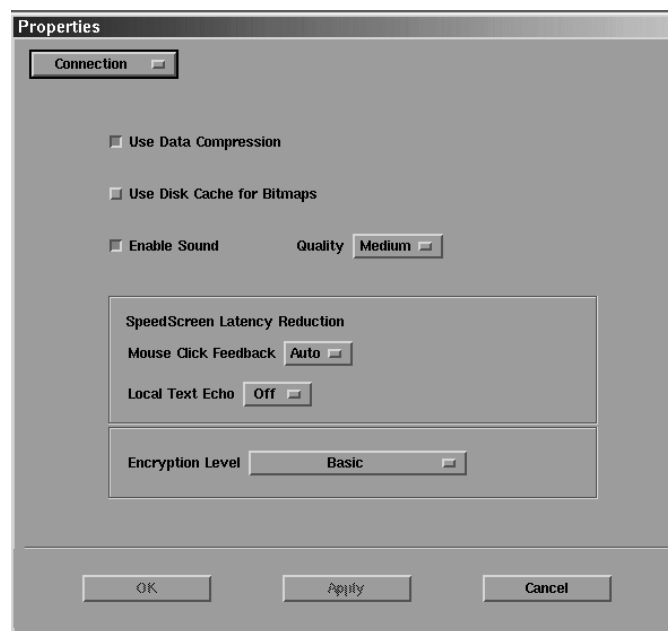 Properties
Connection
Use Data Compression
Use Disk Cache for Bitmaps
Enable Sound Quality Medium
SpeedScreen Latency Reduction
Mouse Click Feedback Auto
Local Text Echo Off
Encryption Level Basic
OK Apply Cancel